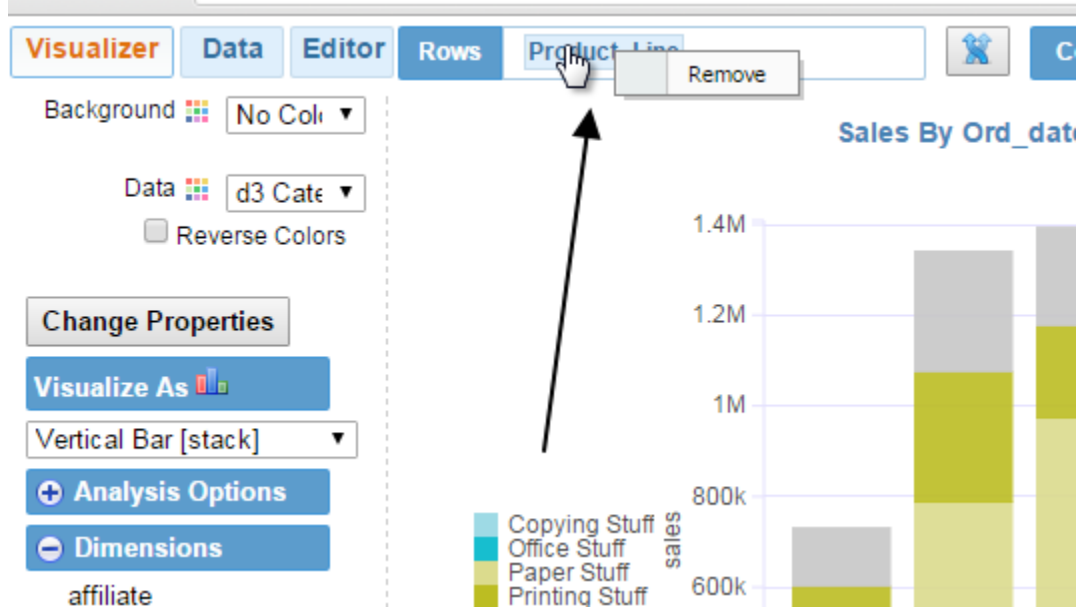 Visualizer Data Editor Rows Product_Line
Remove
Background No Col
Data d3 Cate
Reverse Colors
Change Properties
Visualize As
Vertical Bar [stack]
Analysis Options
Dimensions
affiliate
Sales By Ord_date
1.4M
1.2M
1M
800k
600k
sales
Copying Stuff
Office Stuff
Paper Stuff
Printing Stuff